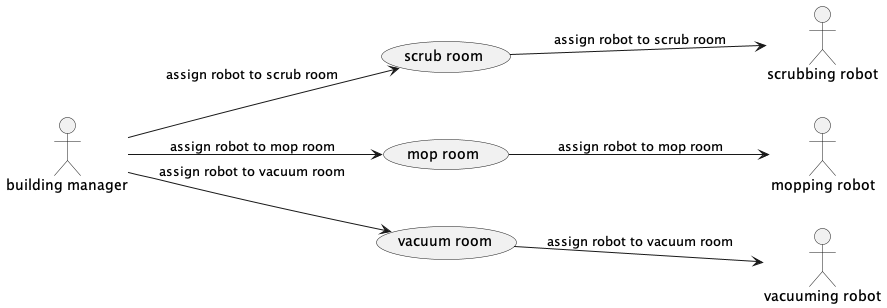 assign robot to scrub room
scrub room
assign robot to scrub room
scrubbing robot
building manager
assign robot to mop room
mop room
assign robot to mop room
mopping robot
assign robot to vacuum room
vacuum room
assign robot to vacuum room
vacuuming robot